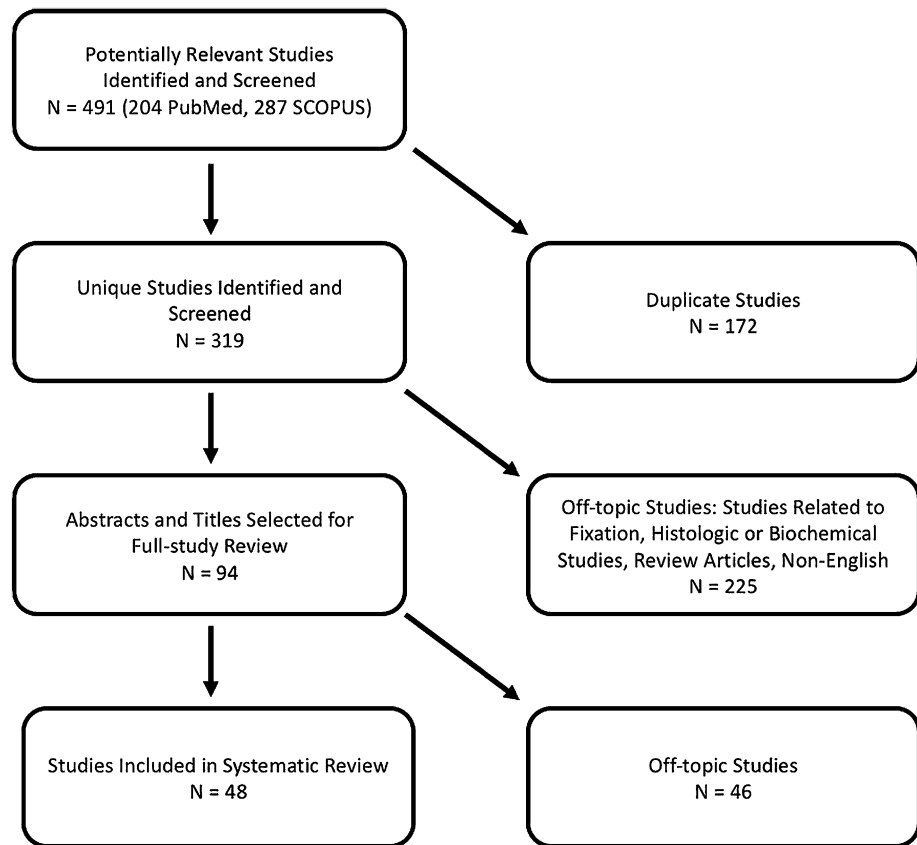 Potentially Relevant Studies
Identified and Screened
N = 491 (204 PubMed, 287 SCOPUS)
Unique Studies Identified and
Screened
N = 319
Duplicate Studies
N = 172
Abstracts and Titles Selected for
Full-study Review
N = 94
Off-topic Studies: Studies Related to
Fixation, Histologic or Biochemical
Studies, Review Articles, Non-English
N = 225
Studies Included in Systematic Review
N = 48
Off-topic Studies
N = 46